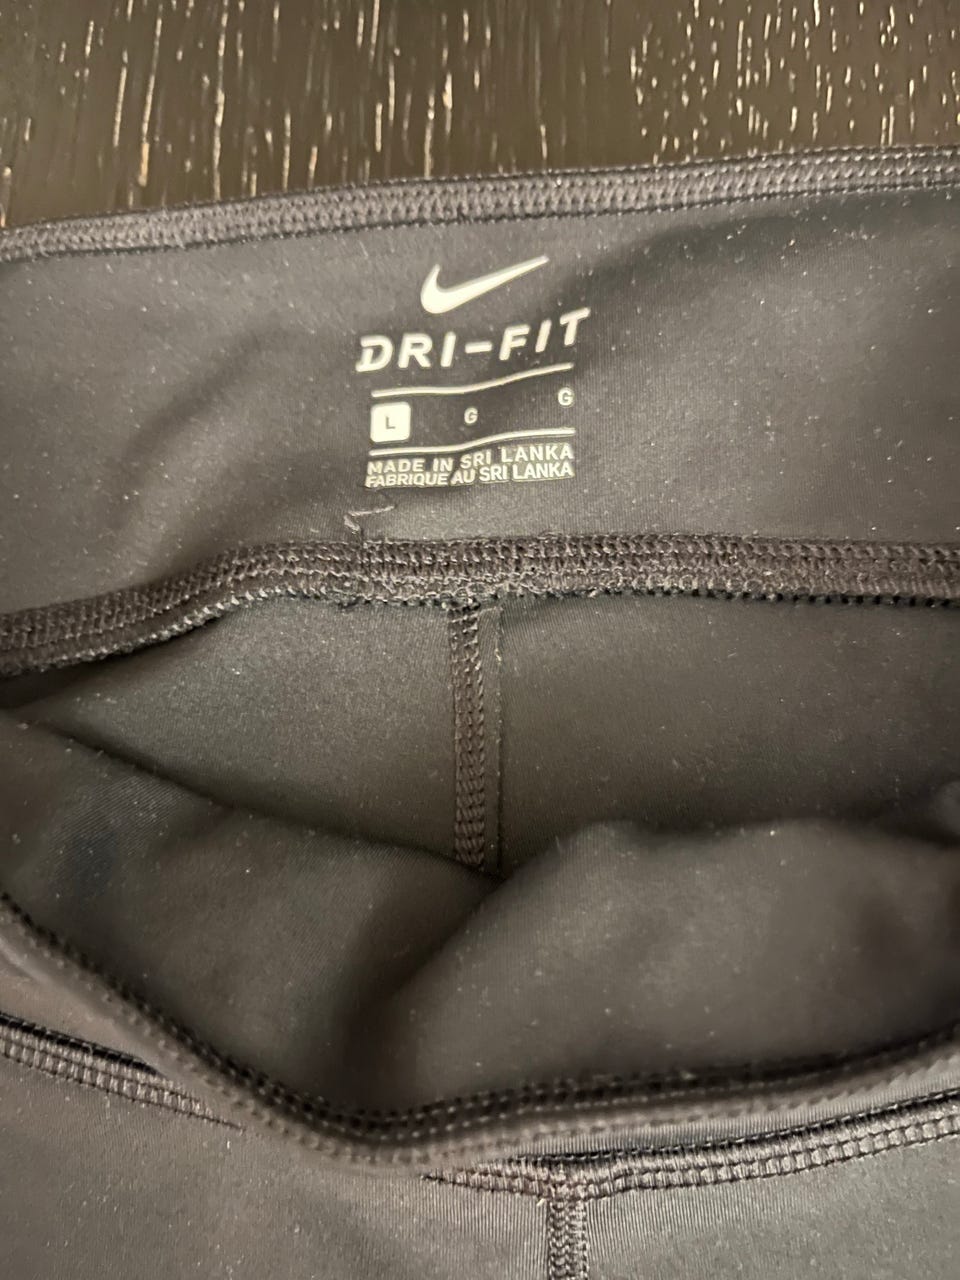 DRI-FIT
L G G
MADE IN SRI LANKA
FABRIQUE AU SRI LANKA